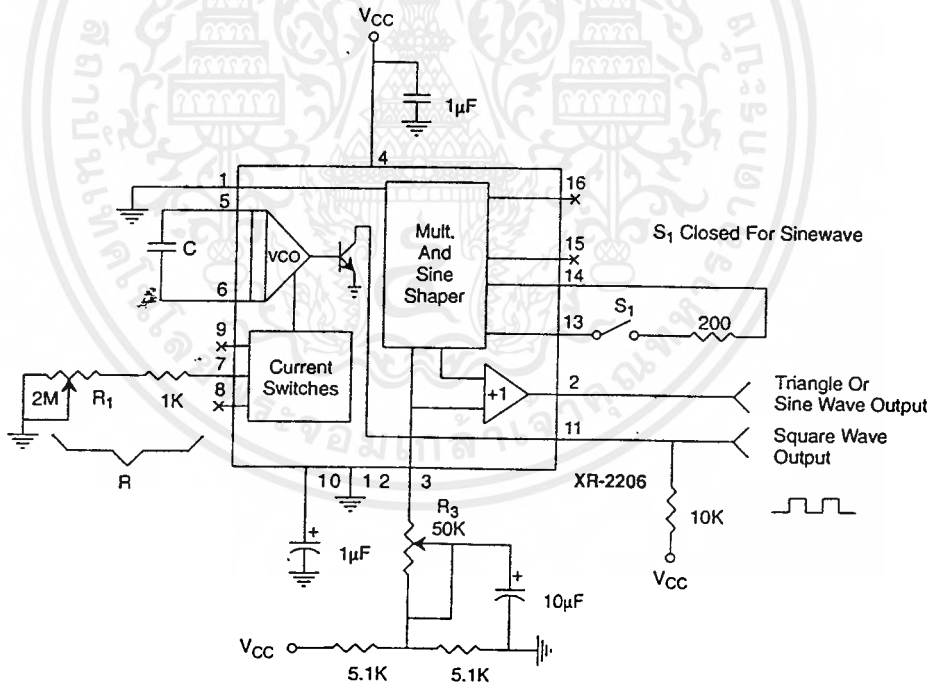 VCC
1μF
4
1
16
5
C
VCO
Mult.
And
Sine
Shaper
15
S1 Closed For Sinewave
14
6
S1
13
200
9
7
8
Current
Switches
2M
R1
1K
+1
2
Triangle Or
Sine Wave Output
11
Square Wave
Output
R
10
1 2
3
XR-2206
R3
50K
10K
1μF
VCC
10μF
VCC
5.1K
5.1K